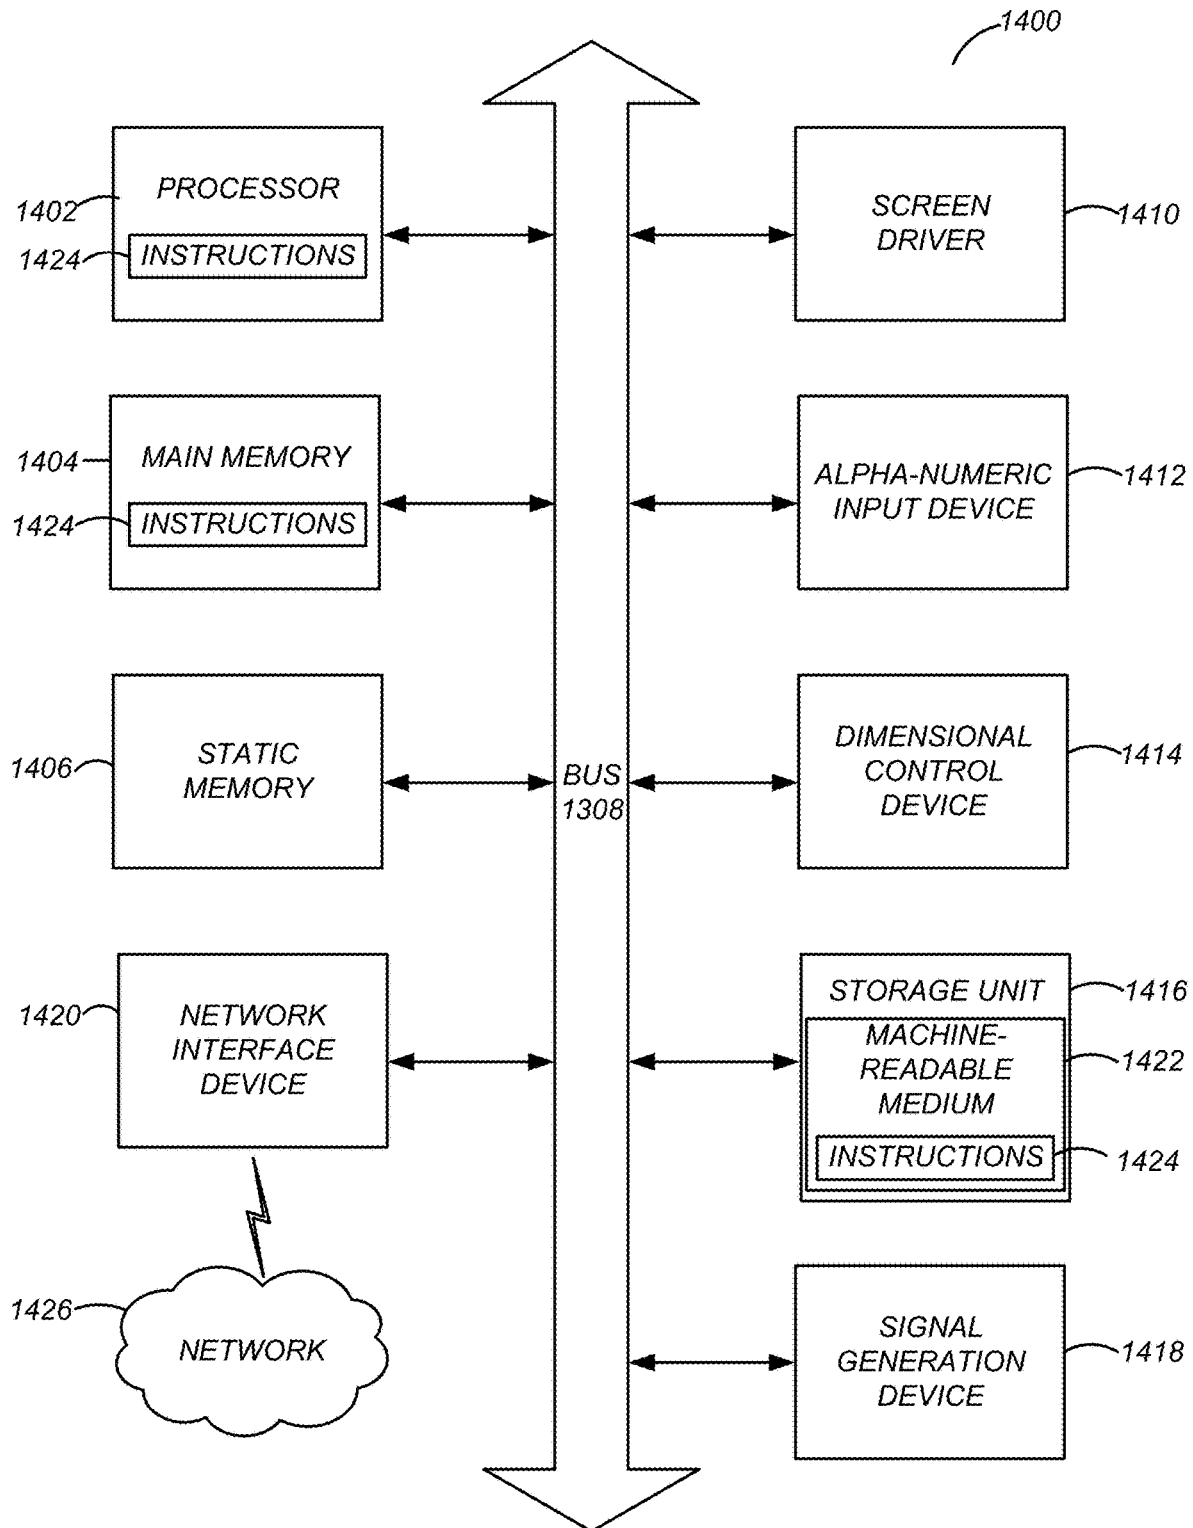 1400
PROCESSOR
1402
1424
INSTRUCTIONS
SCREEN
DRIVER
1410
MAIN MEMORY
1404
1424
INSTRUCTIONS
ALPHA-NUMERIC
INPUT DEVICE
1412
STATIC
MEMORY
1406
BUS
1308
DIMENSIONAL
CONTROL
DEVICE
1414
NETWORK
INTERFACE
DEVICE
1420
STORAGE UNIT
1416
MACHINE-
READABLE
MEDIUM
1422
INSTRUCTIONS
1424
1426
NETWORK
SIGNAL
GENERATION
DEVICE
1418